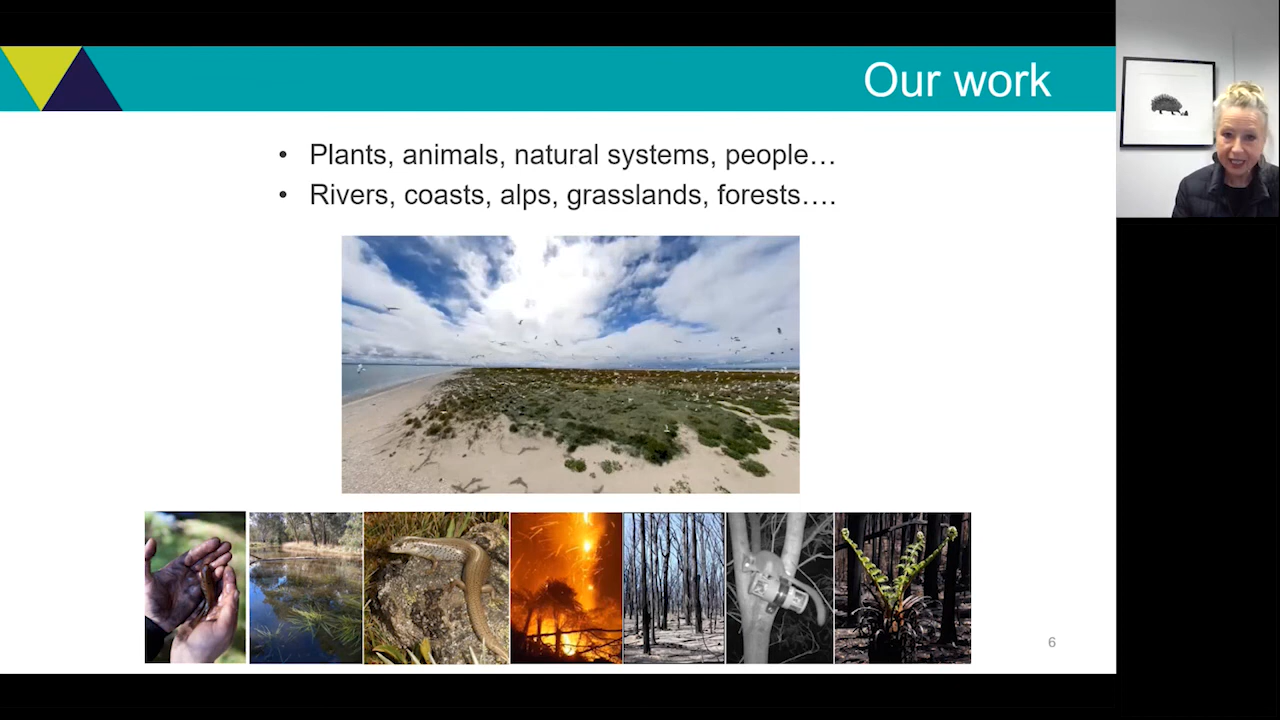 Our work
• Plants, animals, natural systems, people…
• Rivers, coasts, alps, grasslands, forests….
6